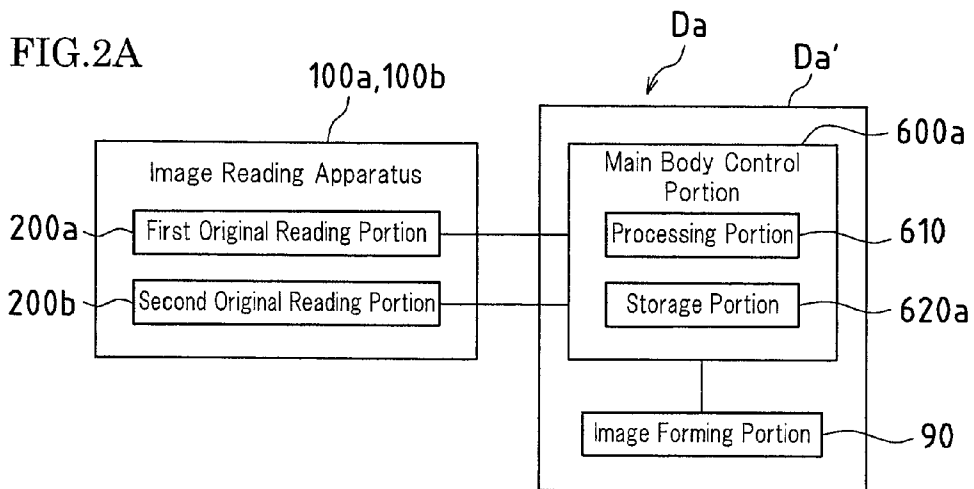 FIG.2A
Da
Da'
100a,100b
600a
Image Reading Apparatus
Main Body Control
Portion
200a
First Original Reading Portion
Processing Portion
610
200b
Second Original Reading Portion
Storage Portion
620a
Image Forming Portion
90